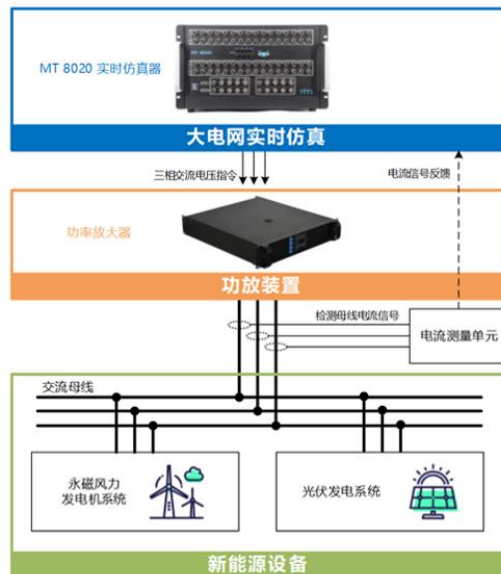 MT 8020 实时仿真器
MT 8020
大电网实时仿真
三相交流电压指令
电流信号反馈
功率放大器
功放装置
检测母线电流信号
电流测量单元
交流母线
永磁风力
发电机系统
光伏发电系统
新能源设备